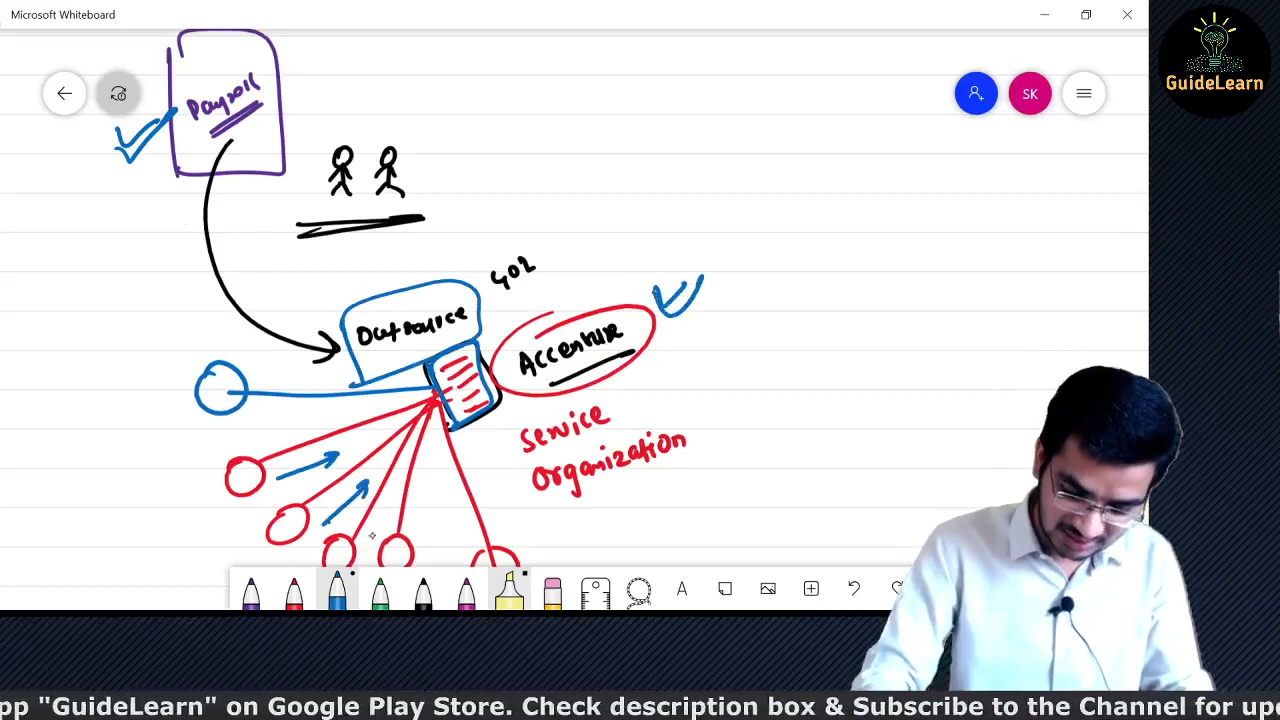 Microsoft Whiteboard
GuideLearn
SK
Payroll
402
Outsource
Accenture
Service
Organization
A
pp "GuideLearn" on Google Play Store. Check description box & Subscribe to the Channel for up